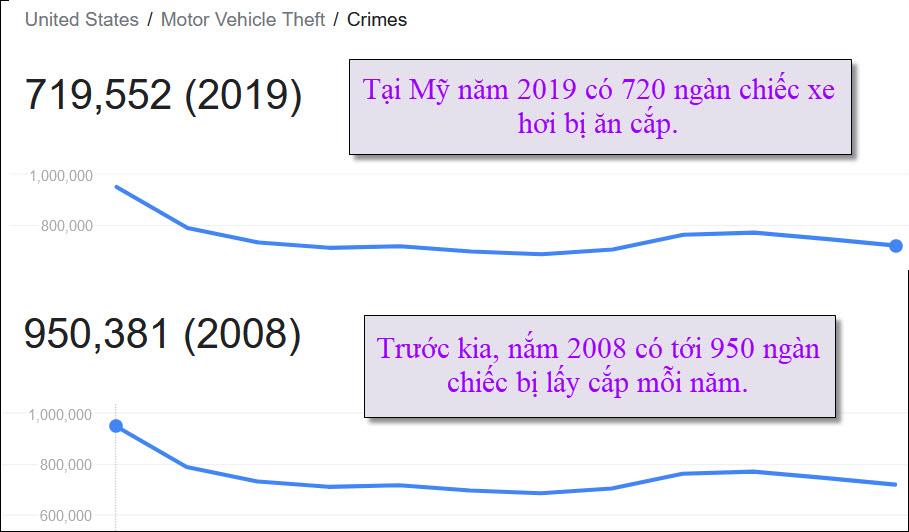 United States / Motor Vehicle Theft / Crimes
719,552 (2019)
Tại Mỹ năm 2019 có 720 ngàn chiếc xe
hơi bị ăn cắp.
1,000,000
800,000
950,381 (2008)
Trước kia, nắm 2008 có tới 950 ngàn
chiếc bị lấy cắp mỗi năm.
1,000,000
800,000
600,000